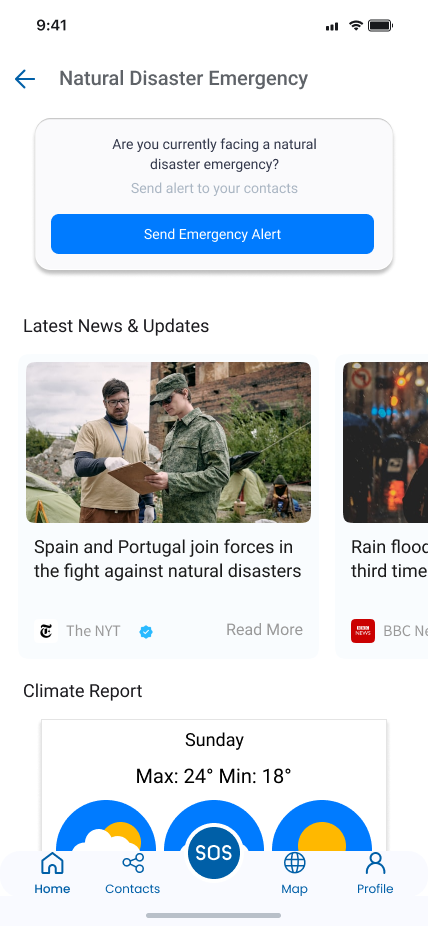 9:41
Natural Disaster Emergency
Are you currently facing a natural
disaster emergency?
Send alert to your contacts
Send Emergency Alert
Latest News & Updates
Spain and Portugal join forces in
the fight against natural disasters
The NYT
Read More
Rain flood
third time
BBC
NEWS
BBC Ne
Climate Report
Sunday
Max: 24° Min: 18°
SOS
Home
Contacts
Map
Profile